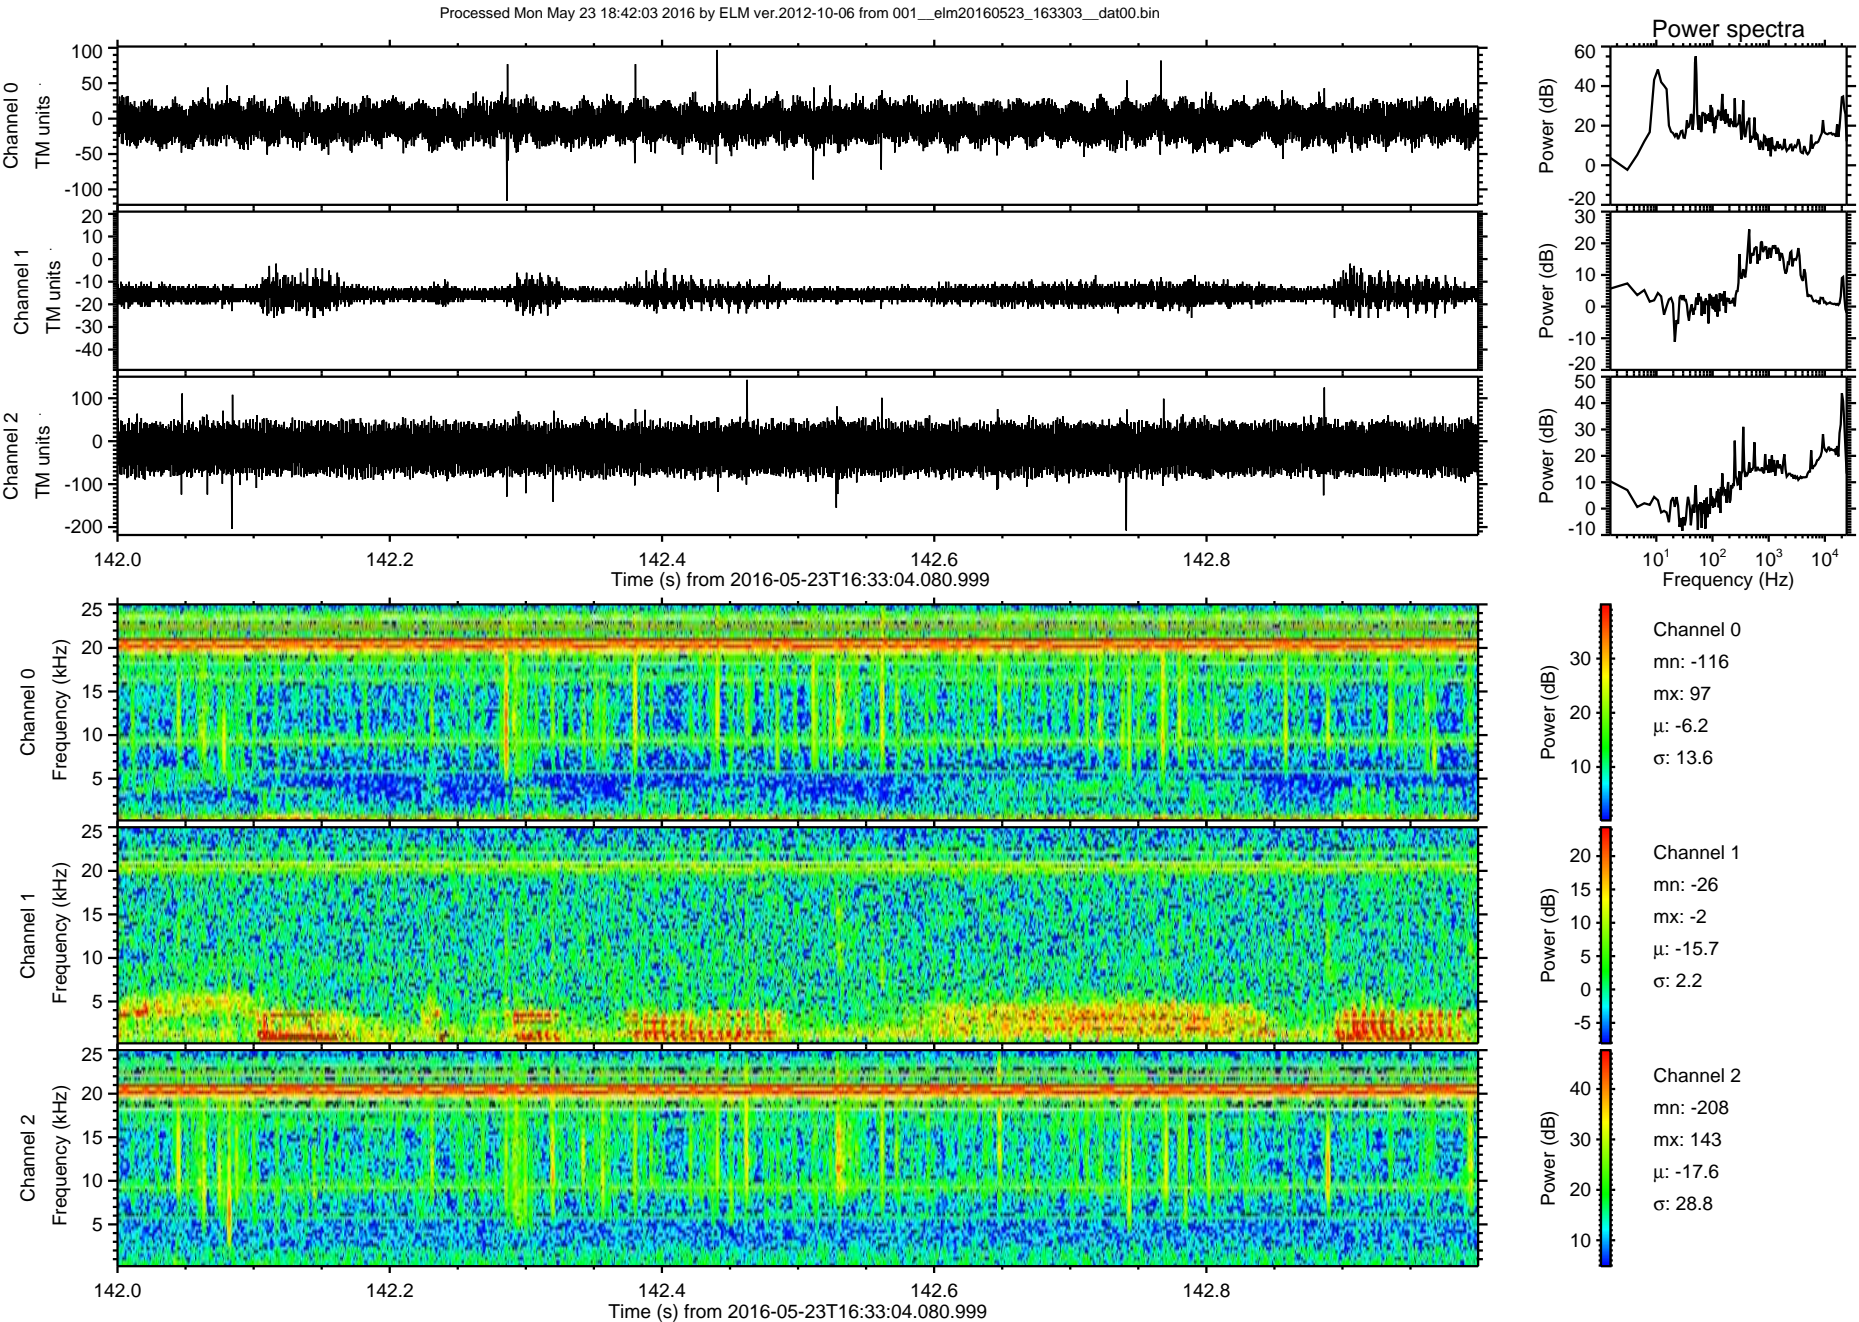 Processed Mon May 23 18:42:03 2016 by ELM ver.2012-10-06 from 001__elm20160523_163303__dat00.bin
Power spectra
Channel 0
TM units
100
50
0
-50
-100
Power (dB)
60
40
20
0
-20
Channel 1
TM units
20
10
0
-10
-20
-30
-40
Power (dB)
30
20
10
0
-10
-20
Channel 2
TM units
100
0
-100
-200
Power (dB)
50
40
30
20
10
0
-10
142.0 142.2 142.4 142.6 142.8
Time (s) from 2016-05-23T16:33:04.080.999
10^1 10^2 10^3 10^4
Frequency (Hz)
Channel 0
Frequency (kHz)
25
20
15
10
5
Power (dB)
30
20
10
Channel 0
mn: -116
mx: 97
µ: -6.2
σ: 13.6
Channel 1
Frequency (kHz)
25
20
15
10
5
Power (dB)
20
15
10
5
0
-5
Channel 1
mn: -26
mx: -2
µ: -15.7
σ: 2.2
Channel 2
Frequency (kHz)
25
20
15
10
5
Power (dB)
40
30
20
10
Channel 2
mn: -208
mx: 143
µ: -17.6
σ: 28.8
142.0 142.2 142.4 142.6 142.8
Time (s) from 2016-05-23T16:33:04.080.999